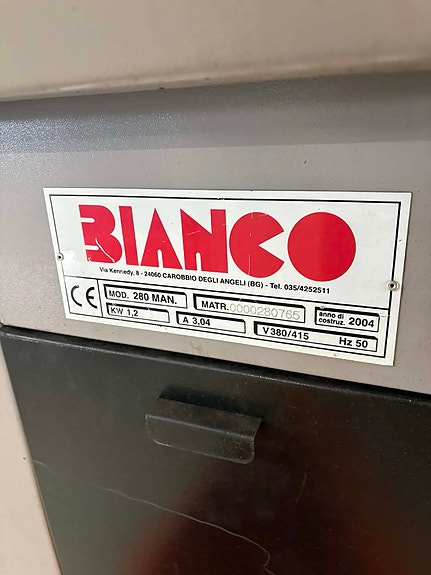 BIANCO
Via Kennedy, 8 - 24060 CAROBBIO DEGLI ANGELI (BG) - Tel. 035/4252511
CE MOD. 280 MAN. MATR. 0000280765 anno di costruz. 2004
KW 1,2 A 3.04 V 380/415 Hz 50